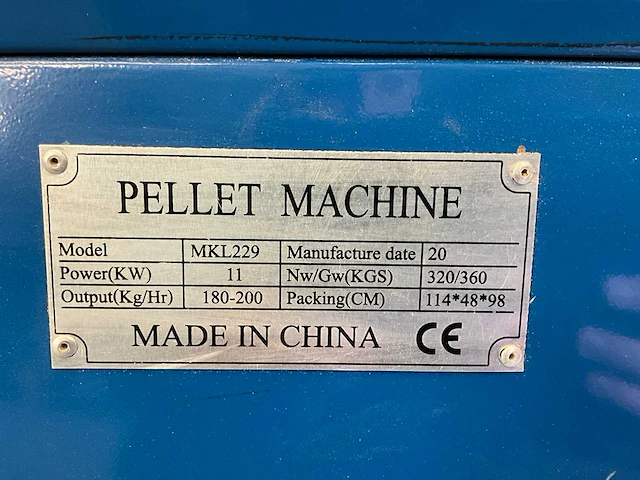 PELLET MACHINE
Model MKL229 Manufacture date 20
Power(KW) 11 Nw/Gw(KGS) 320/360
Output(Kg/Hr) 180-200 Packing(CM) 114*48*98
MADE IN CHINA CE